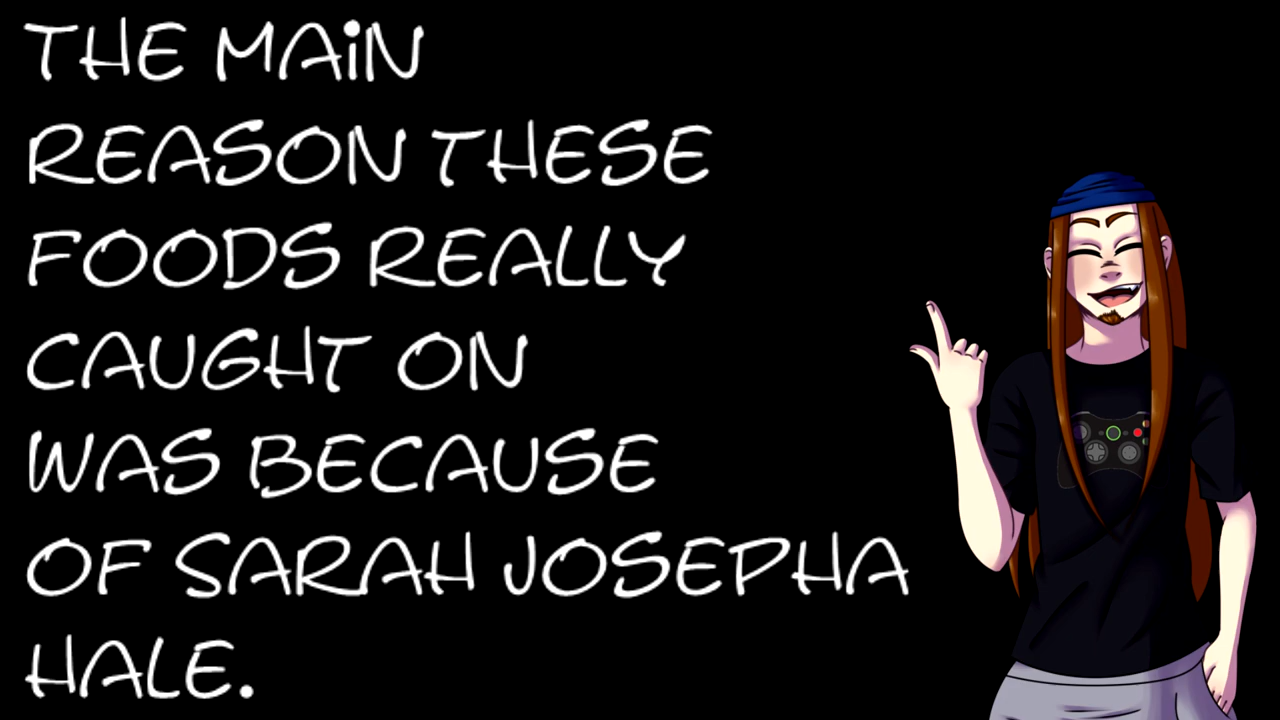 THE MAIN
REASON THESE
FOODS REALLY
CAUGHT ON
WAS BECAUSE
OF SARAH JOSEPHA
HALE.